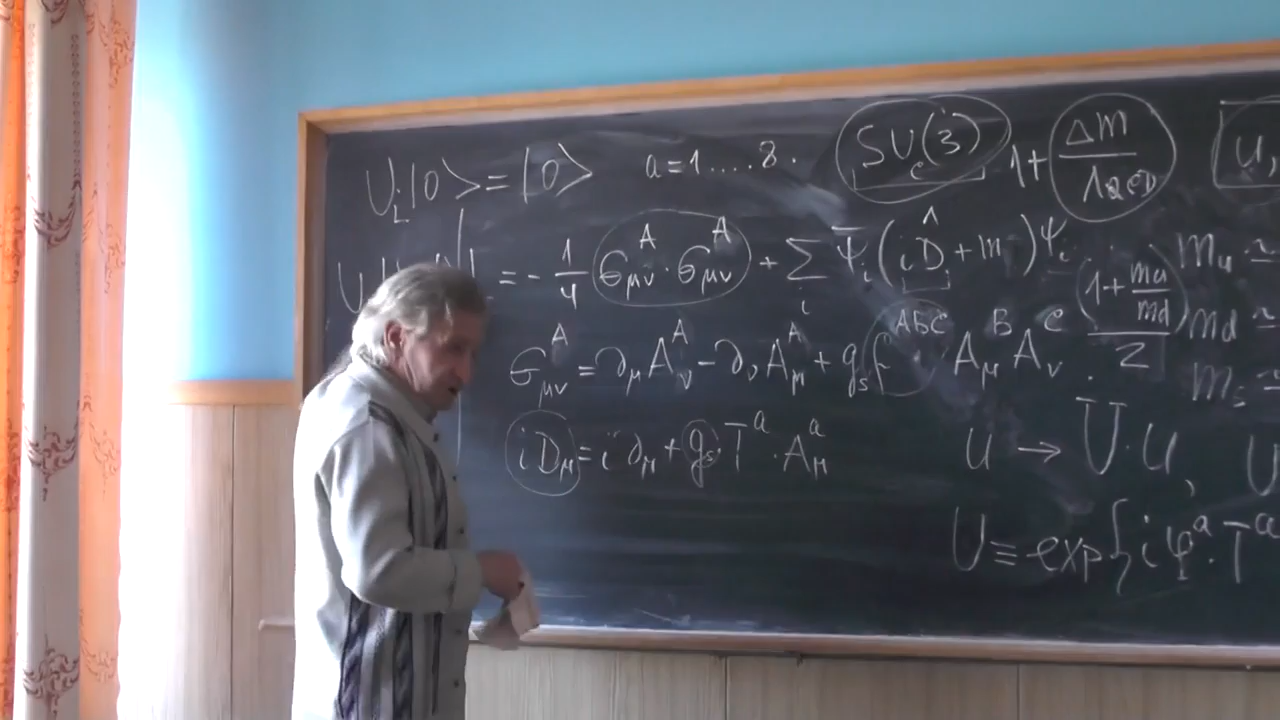 U_L|0> = |0> a=1....8. SU_c(3) 1+ Δm/Λ_QCD
= - 1/4 G^A_μν · G^A_μν + Σ_i Ψ̄_i (iD̂ + m) Ψ_i
G^A_μν = ∂_μ A^A_ν - ∂_ν A^A_μ + g_s f^ABC A^B_μ A^C_ν .
(1 + m_u/m_d)/2
m_u ≃
m_d ≃
m_s ≃
iD_μ = i∂_μ + g_s T^a · A^a_μ
u → U · u ,
U ≡ exp{ i φ^a · T^a